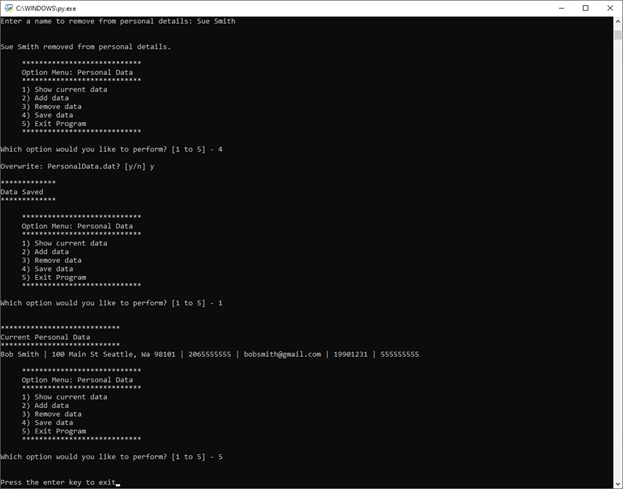 C:\WINDOWS\py.exe
Enter a name to remove from personal details: Sue Smith
Sue Smith removed from personal details.
****************************
Option Menu: Personal Data
****************************
1) Show current data
2) Add data
3) Remove data
4) Save data
5) Exit Program
****************************
Which option would you like to perform? [1 to 5] - 4
Overwrite: PersonalData.dat? [y/n] y
*************
Data Saved
*************
****************************
Option Menu: Personal Data
****************************
1) Show current data
2) Add data
3) Remove data
4) Save data
5) Exit Program
****************************
Which option would you like to perform? [1 to 5] - 1
****************************
Current Personal Data
****************************
Bob Smith | 100 Main St Seattle, Wa 98101 | 2065555555 | bobsmith@gmail.com | 19901231 | 555555555
****************************
Option Menu: Personal Data
****************************
1) Show current data
2) Add data
3) Remove data
4) Save data
5) Exit Program
****************************
Which option would you like to perform? [1 to 5] - 5
Press the enter key to exit